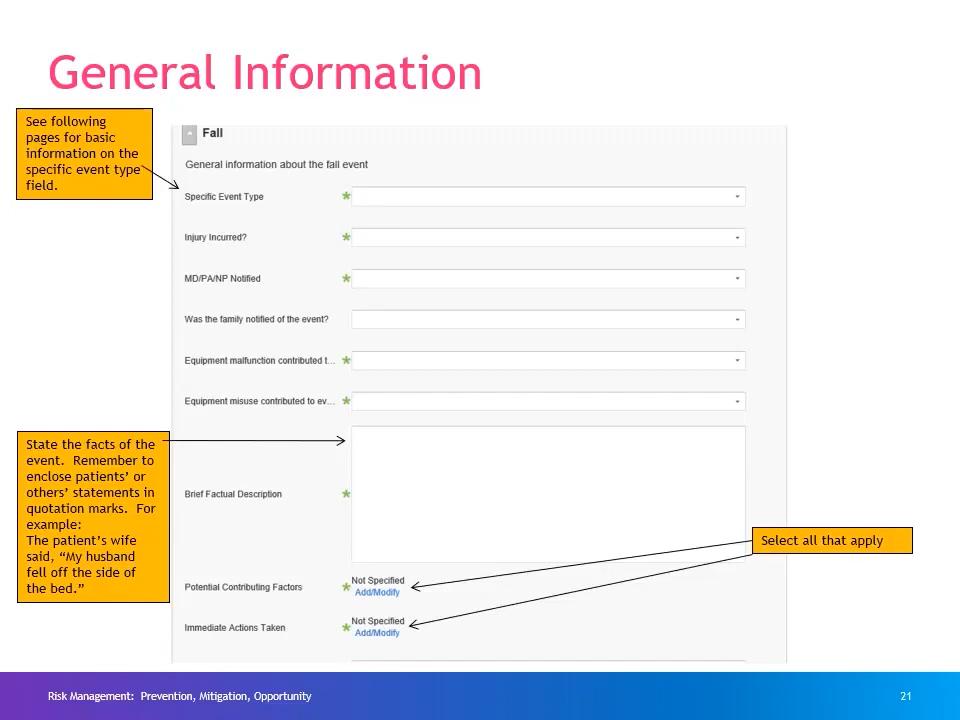 General Information
See following
pages for basic
information on the
specific event type
field.
Fall
General information about the fall event
Specific Event Type *
Injury Incurred? *
MD/PA/NP Notified *
Was the family notified of the event?
Equipment malfunction contributed t... *
Equipment misuse contributed to ev... *
State the facts of the
event.  Remember to
enclose patients’ or
others’ statements in
quotation marks.  For
example:
The patient’s wife
said, “My husband
fell off the side of
the bed.”
Brief Factual Description *
Select all that apply
Potential Contributing Factors * Not Specified
Add/Modify
Immediate Actions Taken * Not Specified
Add/Modify
Risk Management:  Prevention, Mitigation, Opportunity
21